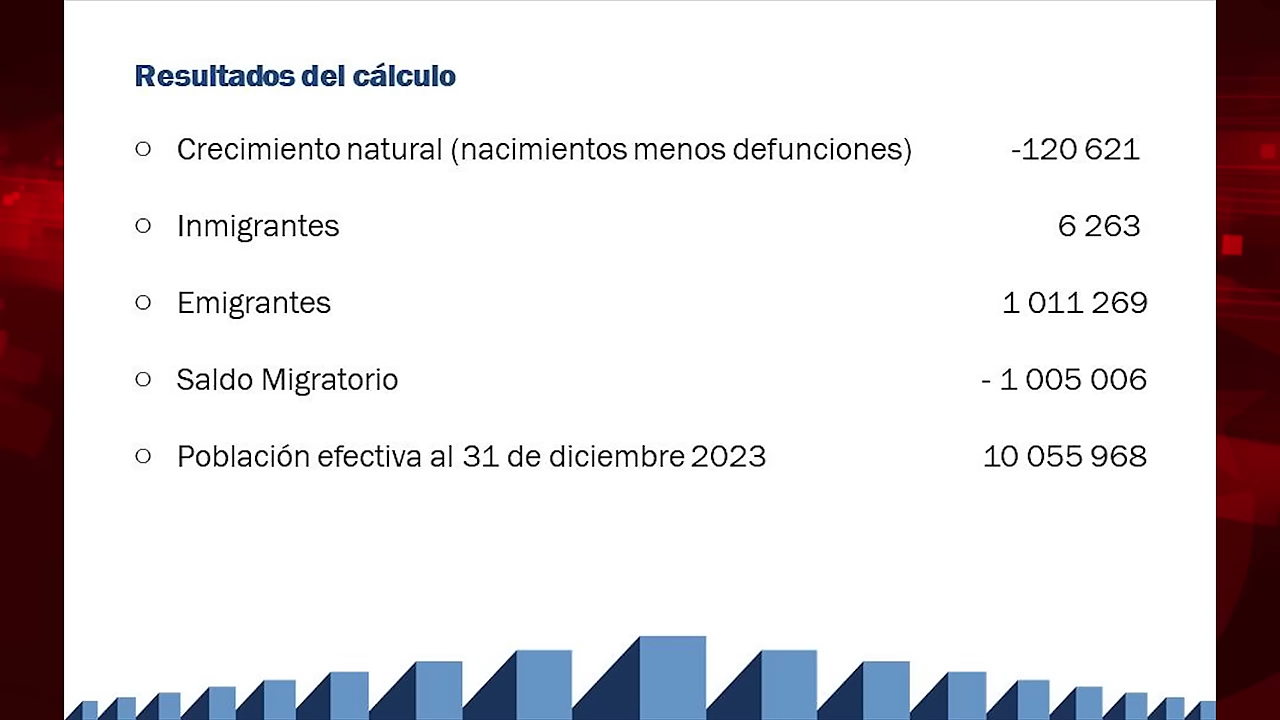 Resultados del cálculo
Crecimiento natural (nacimientos menos defunciones) -120 621
Inmigrantes 6 263
Emigrantes 1 011 269
Saldo Migratorio - 1 005 006
Población efectiva al 31 de diciembre 2023 10 055 968